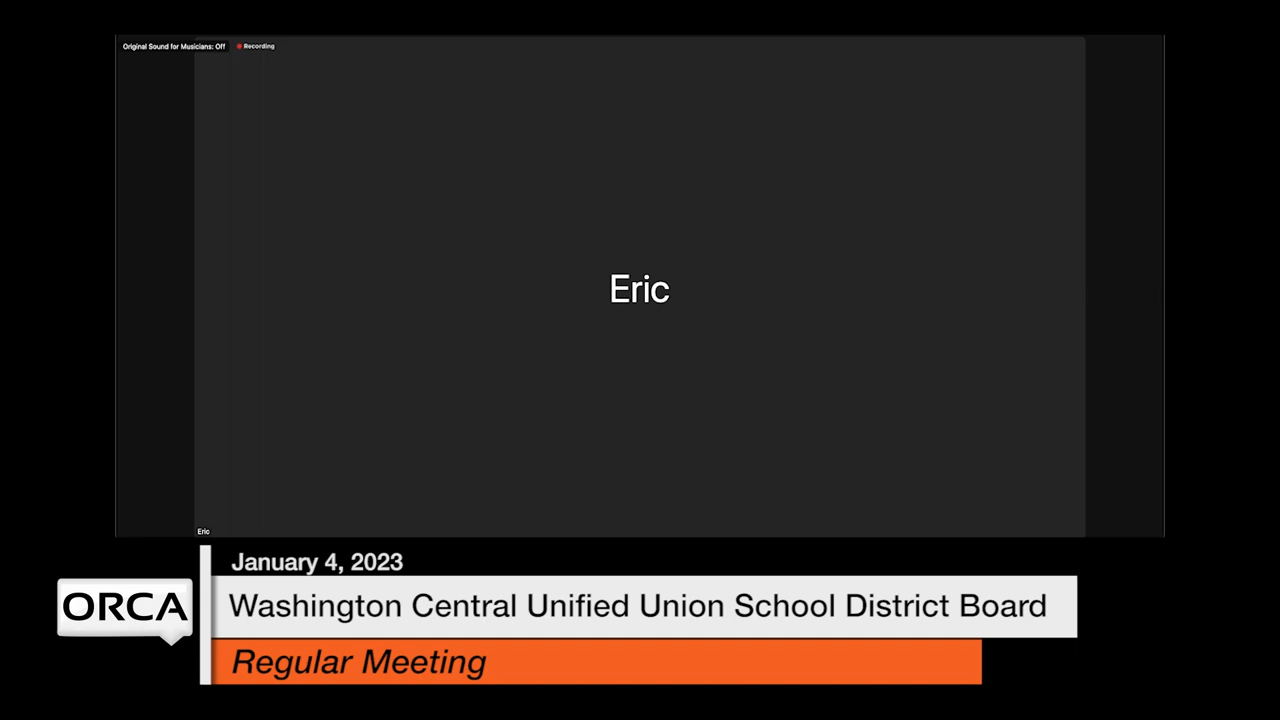 Original Sound for Musicians: Off
Recording
Eric
Eric
January 4, 2023
ORCA
Washington Central Unified Union School District Board
Regular Meeting